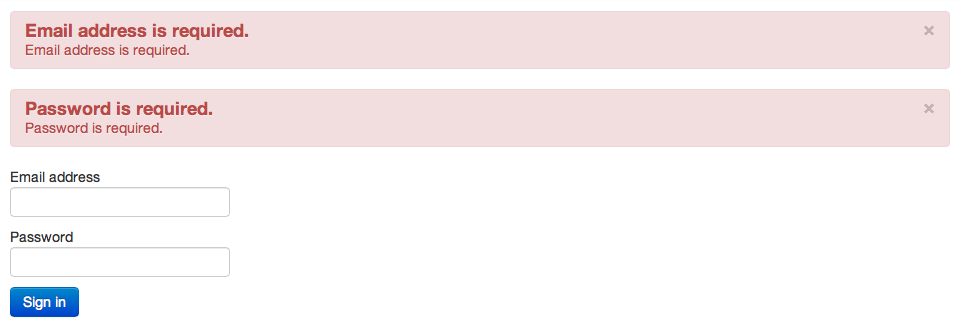 Email address is required.
×
Email address is required.
Password is required.
×
Password is required.
Email address
Password
Sign in